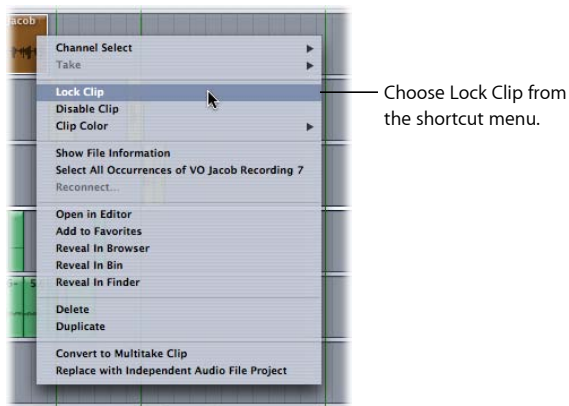 Jacob
Channel Select
Take
Lock Clip
Disable Clip
Clip Color
Show File Information
Select All Occurrences of VO Jacob Recording 7
Reconnect...
Open in Editor
Add to Favorites
Reveal In Browser
Reveal In Bin
Reveal in Finder
Delete
Duplicate
Convert to Multitake Clip
Replace with Independent Audio File Project
Choose Lock Clip from
the shortcut menu.